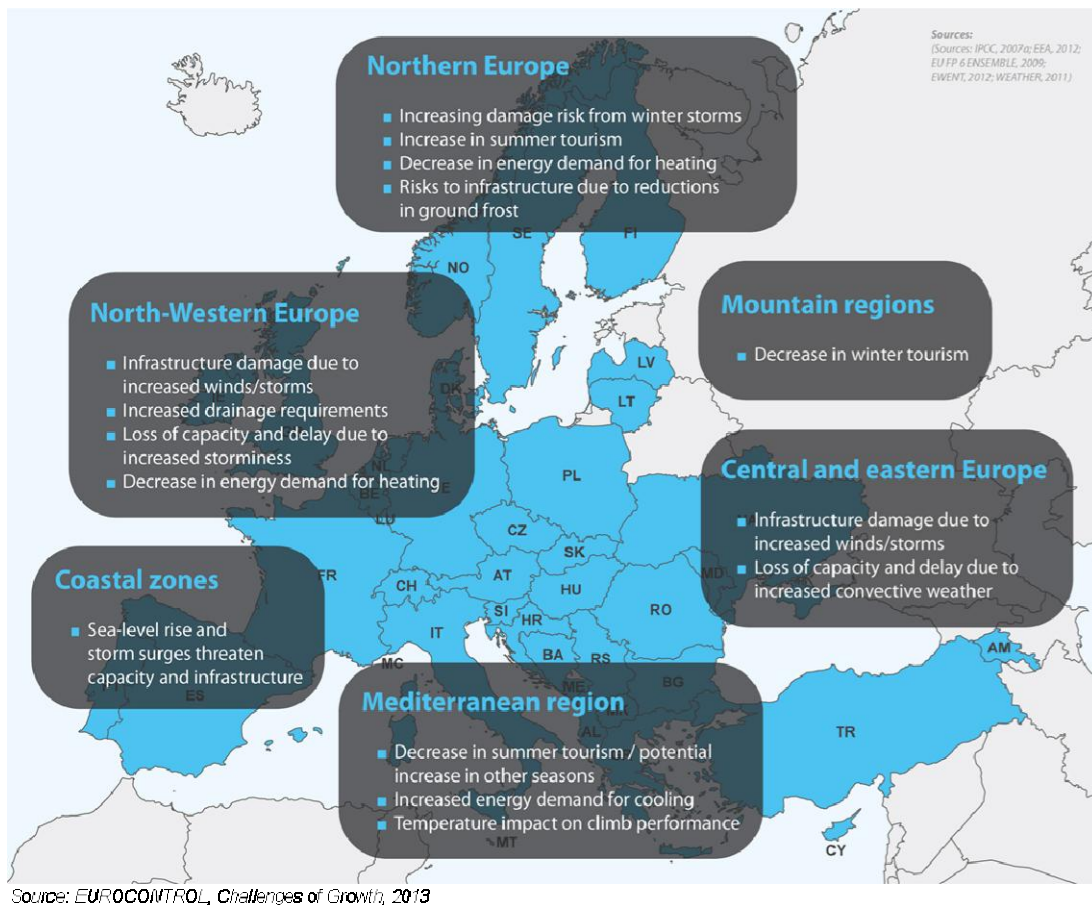 Sources:
(Sources: IPCC, 2007a; EEA, 2012;
EU FP 6 ENSEMBLE, 2009;
EWENT, 2012; WEATHER, 2011)
Northern Europe
Increasing damage risk from winter storms
Increase in summer tourism
Decrease in energy demand for heating
Risks to infrastructure due to reductions
in ground frost
SE
FI
NO
North-Western Europe
Infrastructure damage due to
increased winds/storms
Increased drainage requirements
Loss of capacity and delay due to
increased storminess
Decrease in energy demand for heating
Mountain regions
Decrease in winter tourism
DK
LV
LT
IE
NL
BE
LU
PL
CZ
SK
Central and eastern Europe
Infrastructure damage due to
increased winds/storms
Loss of capacity and delay due to
increased convective weather
MD
FR
CH
AT
HU
SI
HR
RO
IT
BA
RS
MC
AM
Coastal zones
Sea-level rise and
storm surges threaten
capacity and infrastructure
PT
ES
Mediterranean region
Decrease in summer tourism / potential
increase in other seasons
Increased energy demand for cooling
Temperature impact on climb performance
ME
BG
MK
AL
TR
MT
CY
Source: EUROCONTROL, Challenges of Growth, 2013